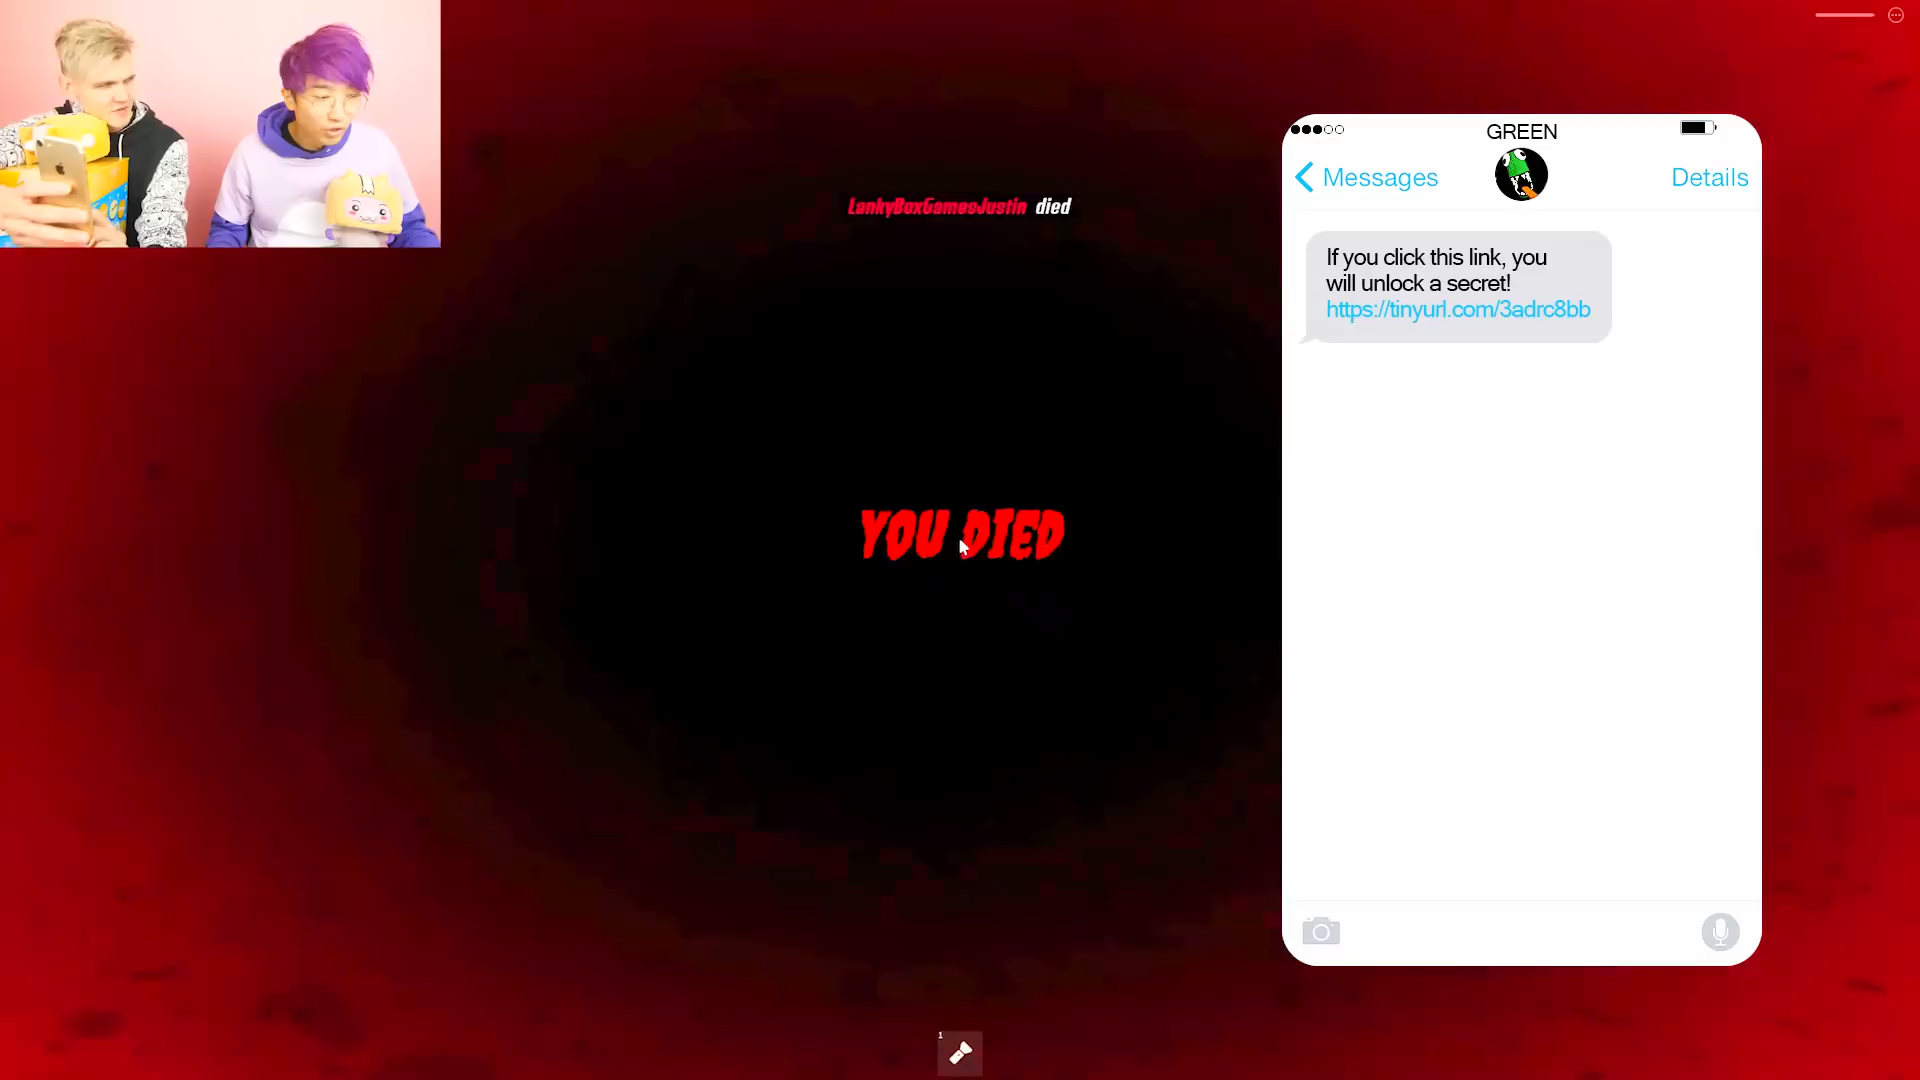 LankyBoxGamesJustin died
YOU DIED
GREEN
Messages
Details
If you click this link, you
will unlock a secret!
https://tinyurl.com/3adrc8bb
1